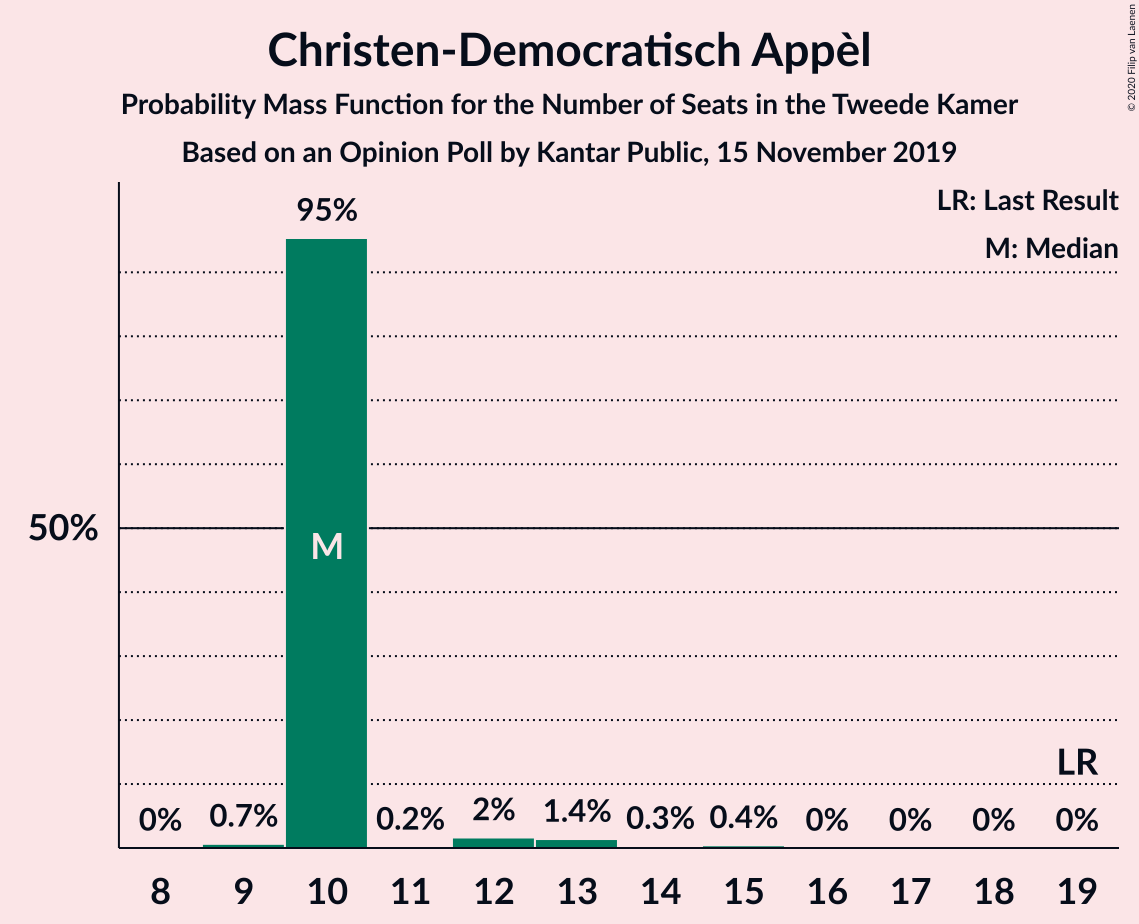 Christen-Democratisch Appèl
Probability Mass Function for the Number of Seats in the Tweede Kamer
Based on an Opinion Poll by Kantar Public, 15 November 2019
© 2020 Filip van Laenen
LR: Last Result
M: Median
95%
50%
M
LR
0% 0.7% 0.2% 2% 1.4% 0.3% 0.4% 0% 0% 0% 0%
8 9 10 11 12 13 14 15 16 17 18 19